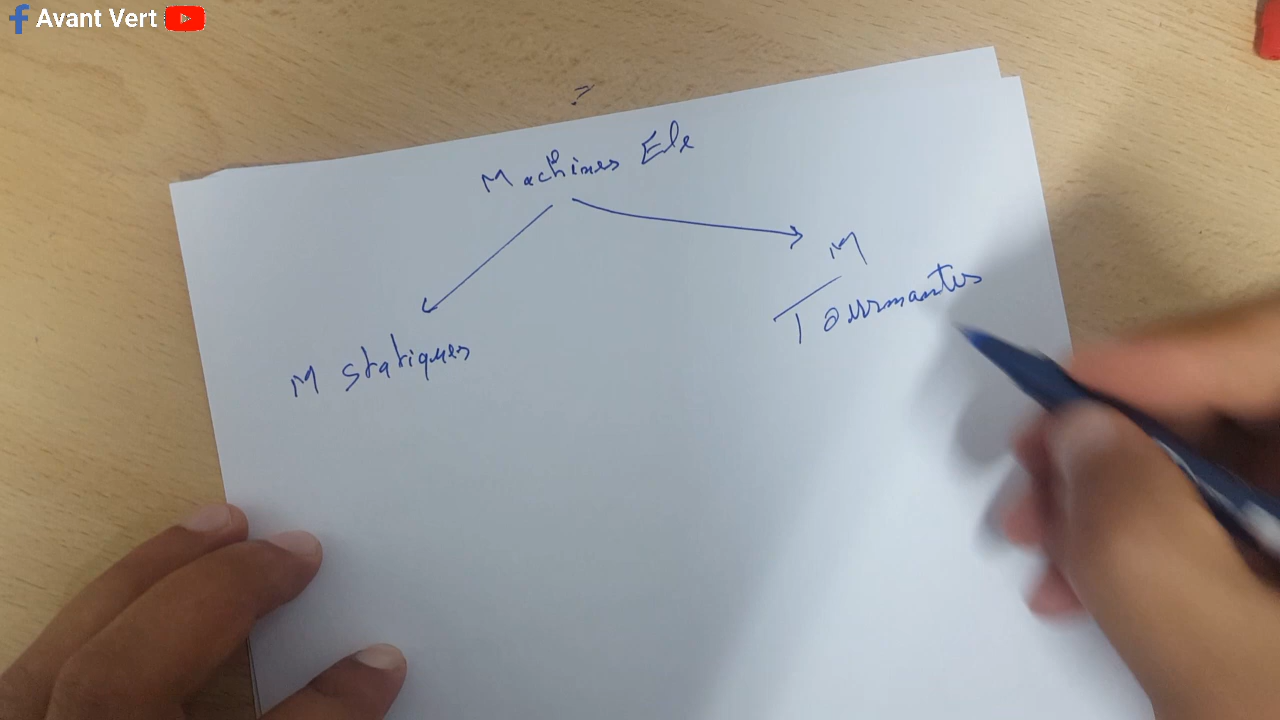 Avant Vert
?
Machines Ele
M
Tournantes
M statiques